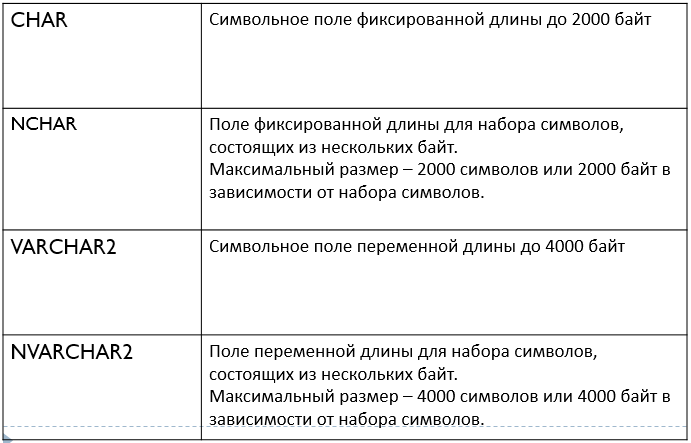 CHAR
Символьное поле фиксированной длины до 2000 байт
NCHAR
Поле фиксированной длины для набора символов,
состоящих из нескольких байт.
Максимальный размер – 2000 символов или 2000 байт в
зависимости от набора символов.
VARCHAR2
Символьное поле переменной длины до 4000 байт
NVARCHAR2
Поле переменной длины для набора символов,
состоящих из нескольких байт.
Максимальный размер – 4000 символов или 4000 байт в
зависимости от набора символов.